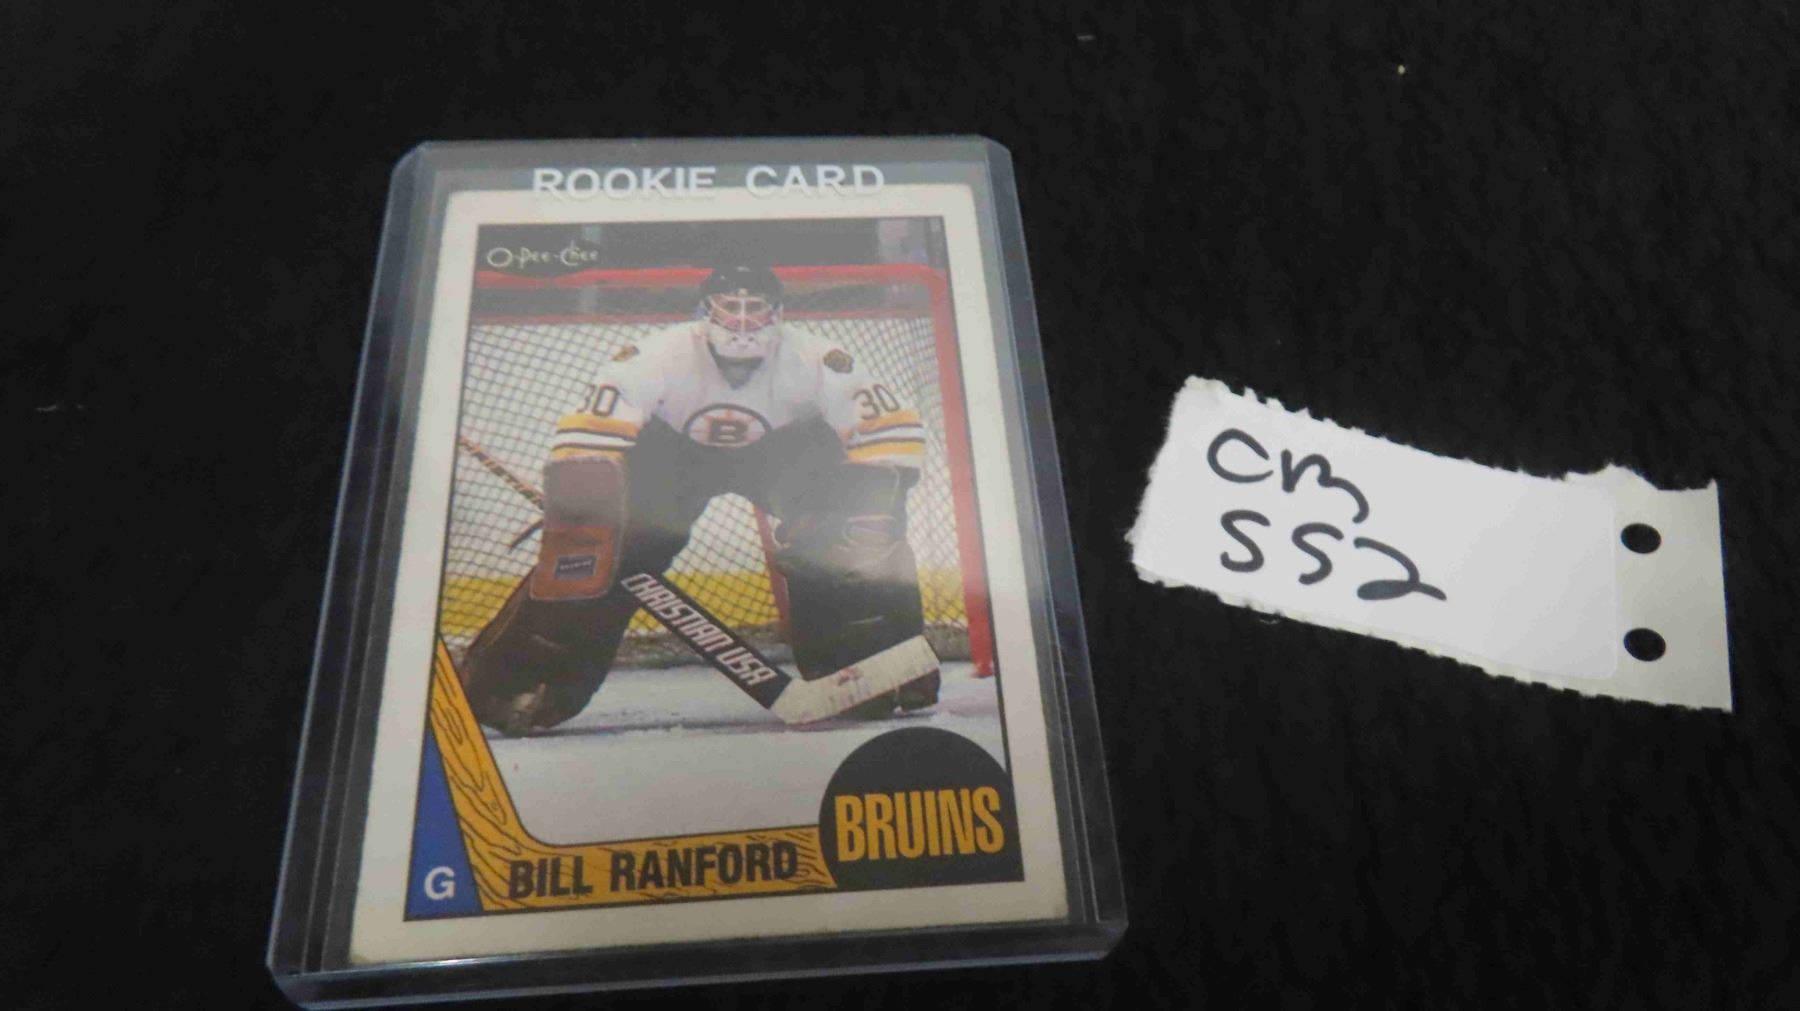 ROOKIE CARD
O-Pee-Chee
30 30
B
CHRISTIAN USA
BRUINS
G BILL RANFORD
Cm
552